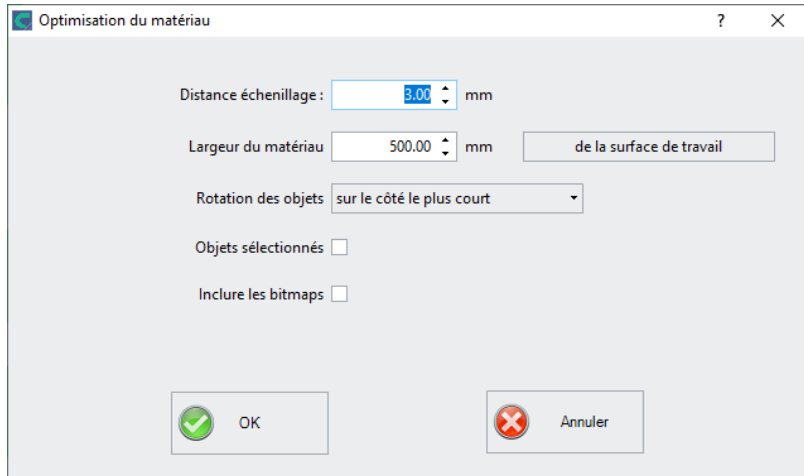 Optimisation du matériau ?
Distance échenillage : 3.00 mm
Largeur du matériau 500.00 mm de la surface de travail
Rotation des objets sur le côté le plus court
Objets sélectionnés
Inclure les bitmaps
OK Annuler